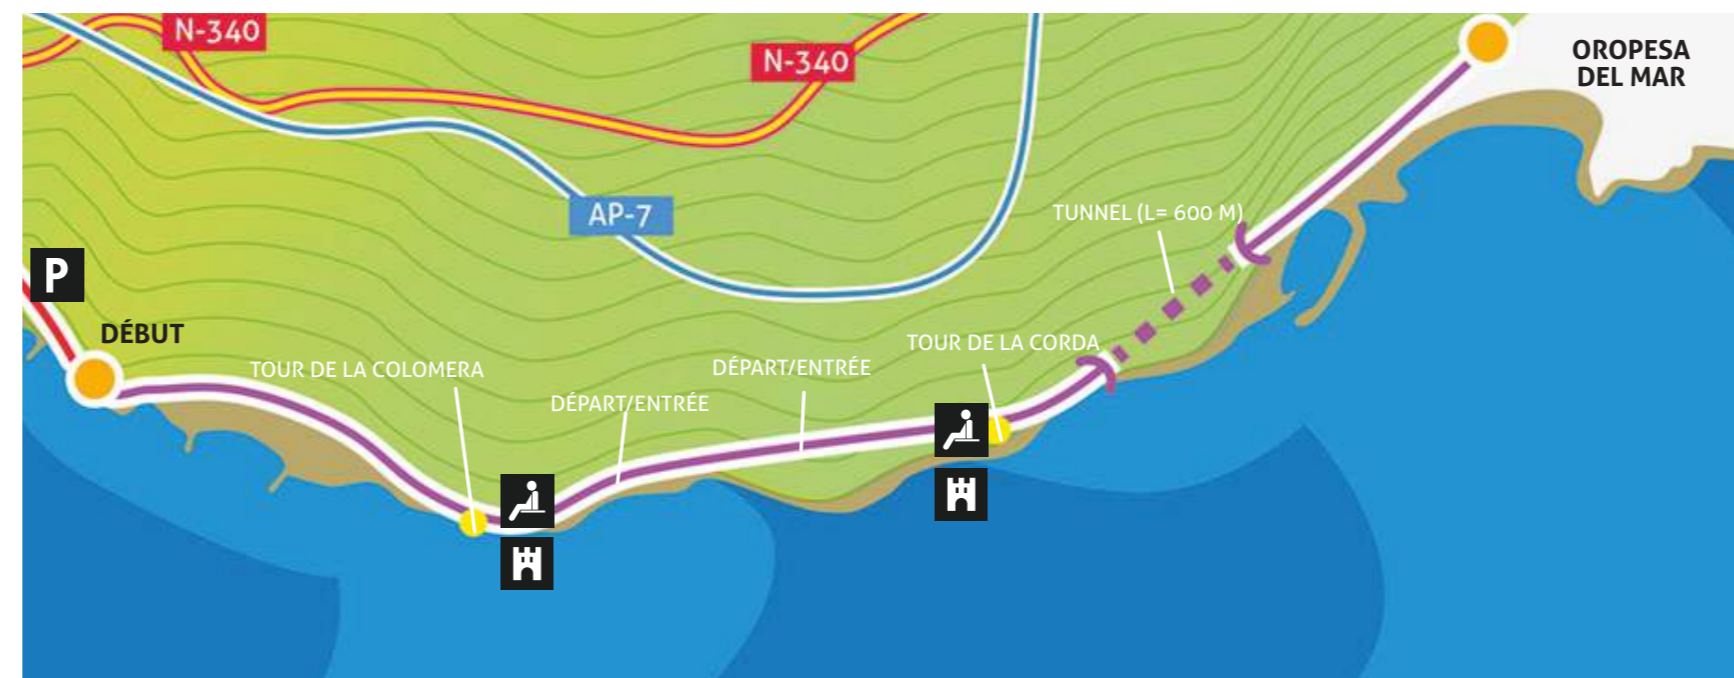 N-340
N-340
OROPESA
DEL MAR
AP-7
TUNNEL (L= 600 M)
P
DÉBUT
TOUR DE LA COLOMERA
DÉPART/ENTRÉE
DÉPART/ENTRÉE
TOUR DE LA CORDA